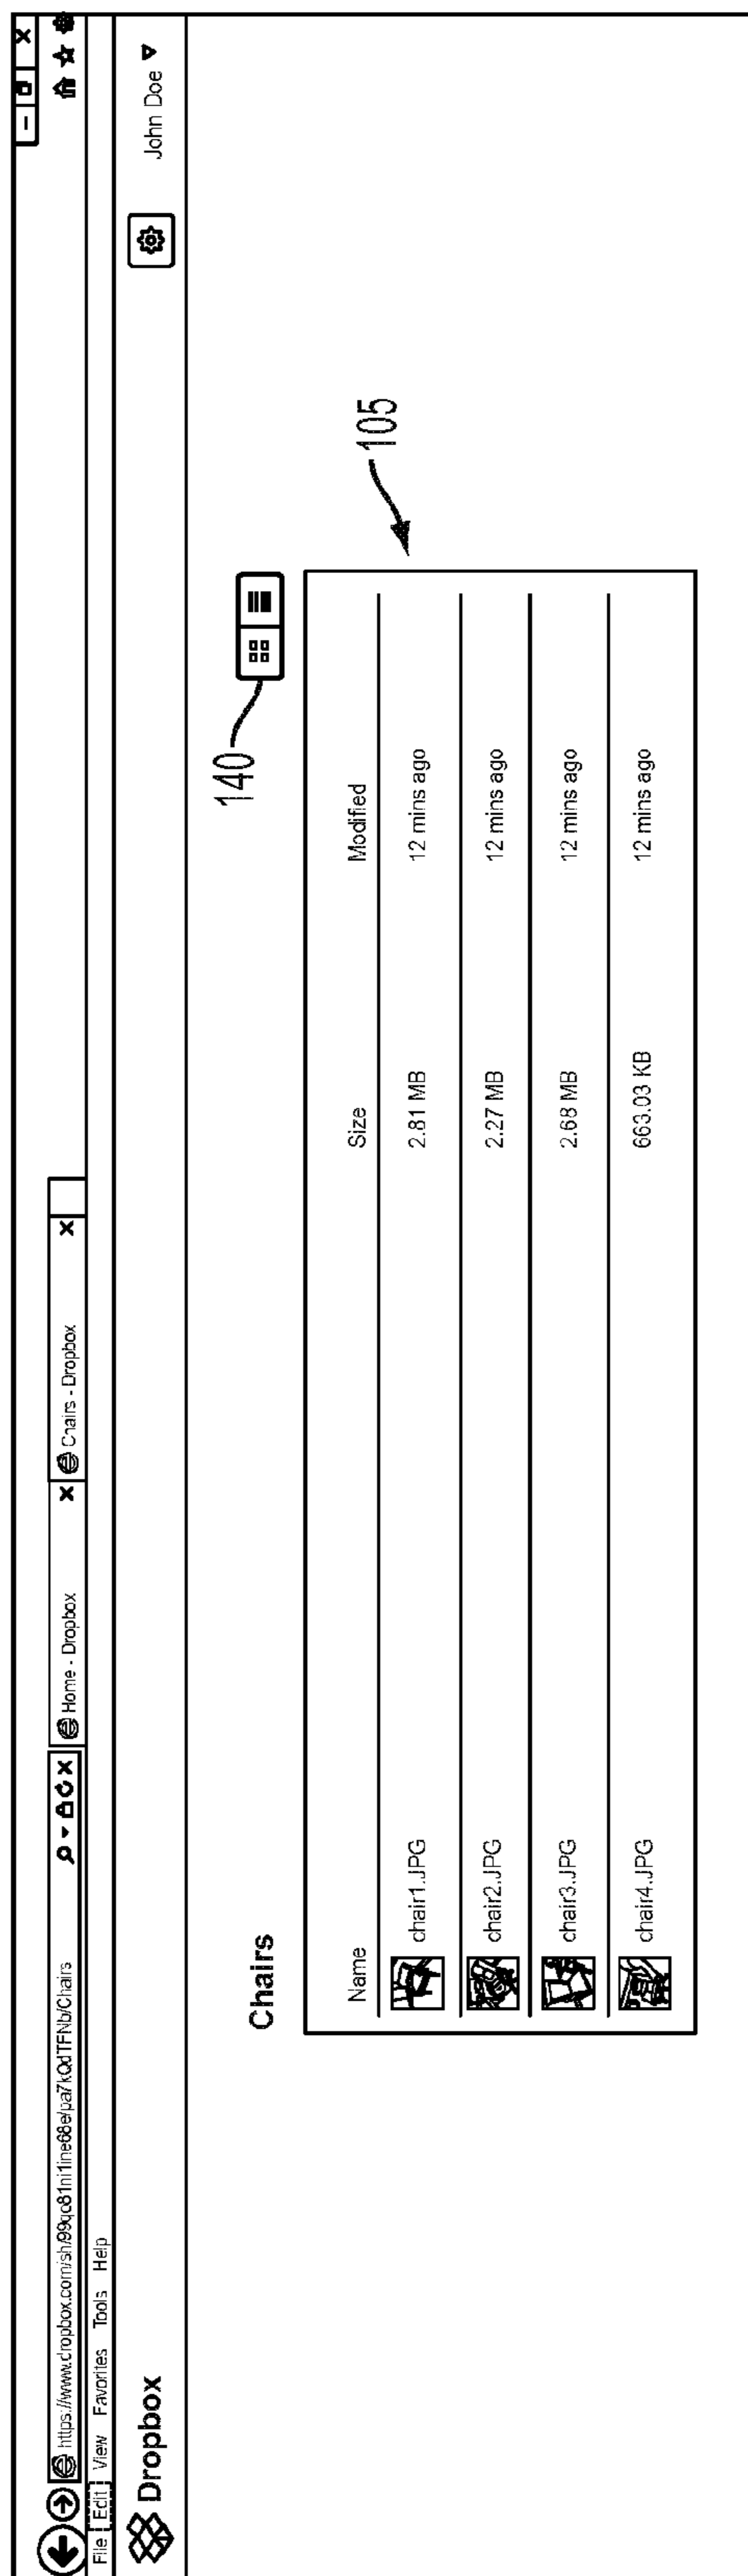 https://www.dropbox.com/sh/99qo81ni1ine68e/pa7kQdTFNb/Chairs
Home - Dropbox
Chairs - Dropbox
File Edit View Favorites Tools Help
Dropbox
John Doe
140
Chairs
105
Name Size Modified
chair1.JPG 2.81 MB 12 mins ago
chair2.JPG 2.27 MB 12 mins ago
chair3.JPG 2.68 MB 12 mins ago
chair4.JPG 663.03 KB 12 mins ago